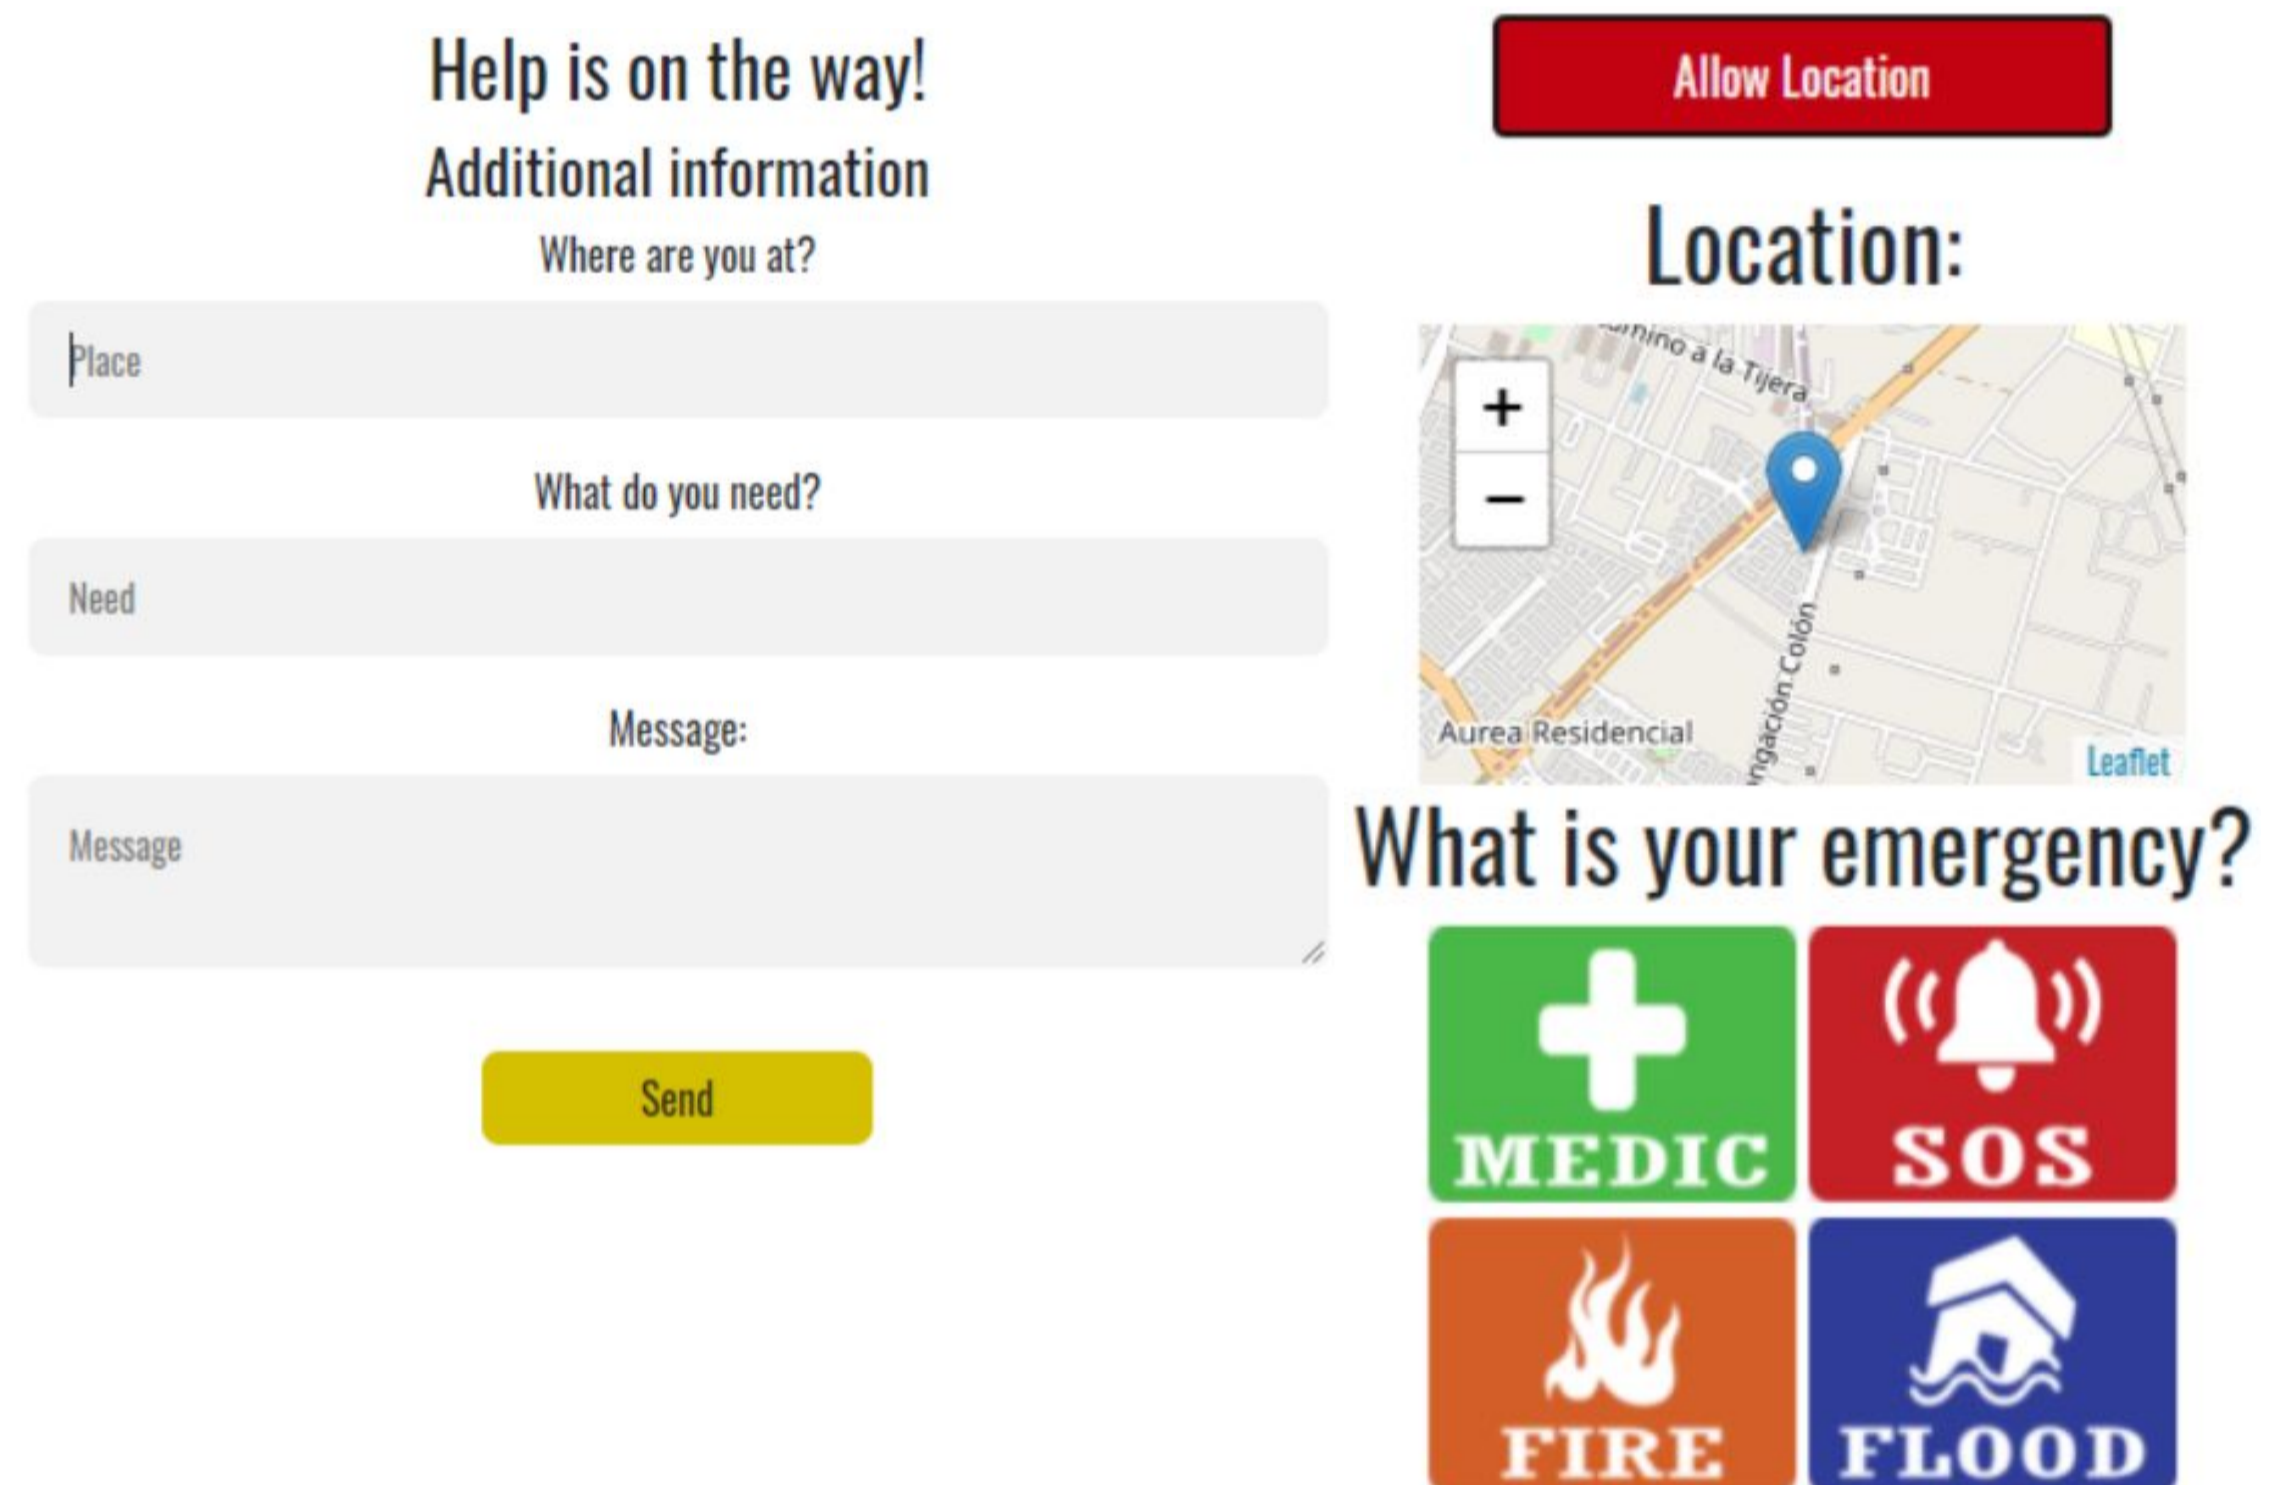 Help is on the way!
Additional information
Where are you at?
Place
What do you need?
Need
Message:
Message
Send
Allow Location
Location:
a la Tijera
+
−
Colón
Aurea Residencial
Leaflet
What is your emergency?
MEDIC
SOS
FIRE
FLOOD